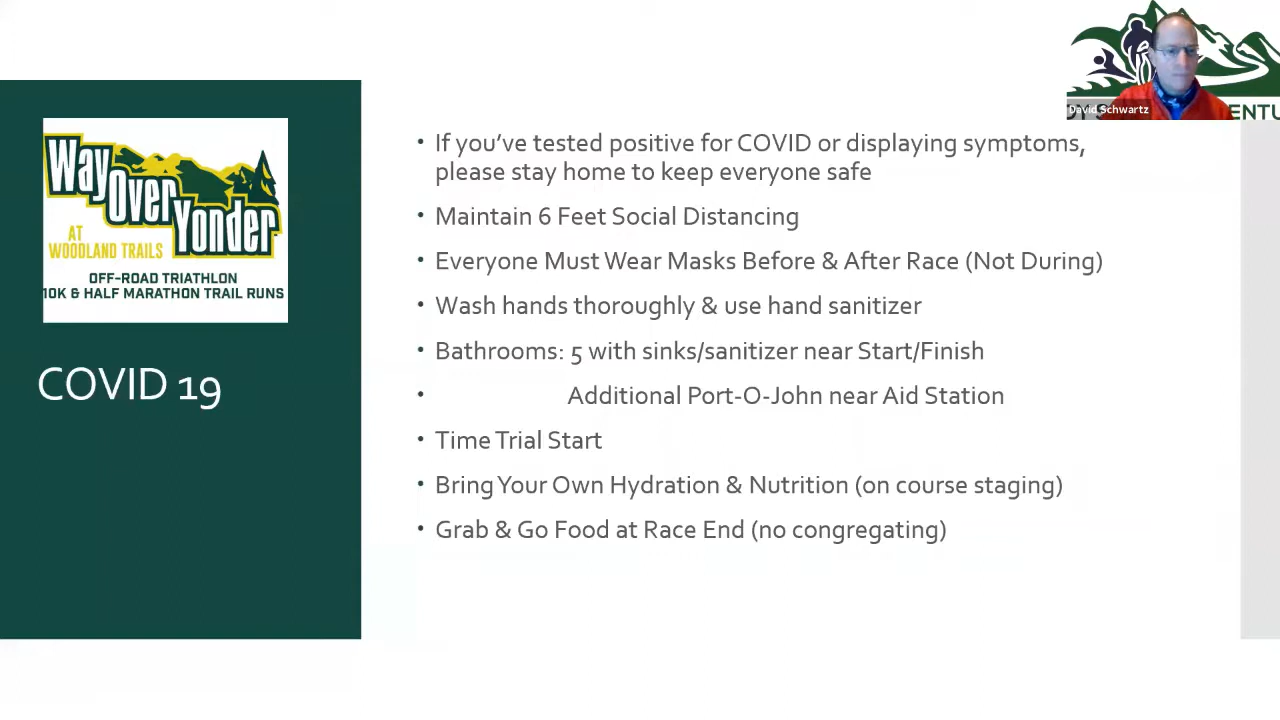 Way
Over
Yonder
AT
WOODLAND TRAILS
OFF-ROAD TRIATHLON
10K & HALF MARATHON TRAIL RUNS
COVID 19
David Schwartz
ENTU
• If you’ve tested positive for COVID or displaying symptoms,
please stay home to keep everyone safe
• Maintain 6 Feet Social Distancing
• Everyone Must Wear Masks Before & After Race (Not During)
• Wash hands thoroughly & use hand sanitizer
• Bathrooms: 5 with sinks/sanitizer near Start/Finish
• Additional Port-O-John near Aid Station
• Time Trial Start
• Bring Your Own Hydration & Nutrition (on course staging)
• Grab & Go Food at Race End (no congregating)